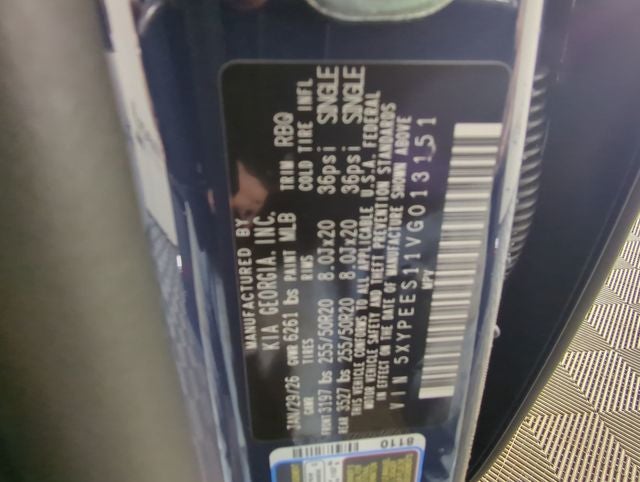 MANUFACTURED BY
KIA GEORGIA, INC.
JAN/29/26 GVWR 6261 lbs PAINT MLB TRIM RBQ
GAWR TIRES RIMS COLD TIRE INFL
FRONT 3197 lbs 255/50R20 8.0Jx20 36psi SINGLE
REAR 3527 lbs 255/50R20 8.0Jx20 36psi SINGLE
THIS VEHICLE CONFORMS TO ALL APPLICABLE U.S.A. FEDERAL
MOTOR VEHICLE SAFETY AND THEFT PREVENTION STANDARDS
IN EFFECT ON THE DATE OF MANUFACTURE SHOWN ABOVE
VIN 5XYPEES11VG013151
MPV
8110